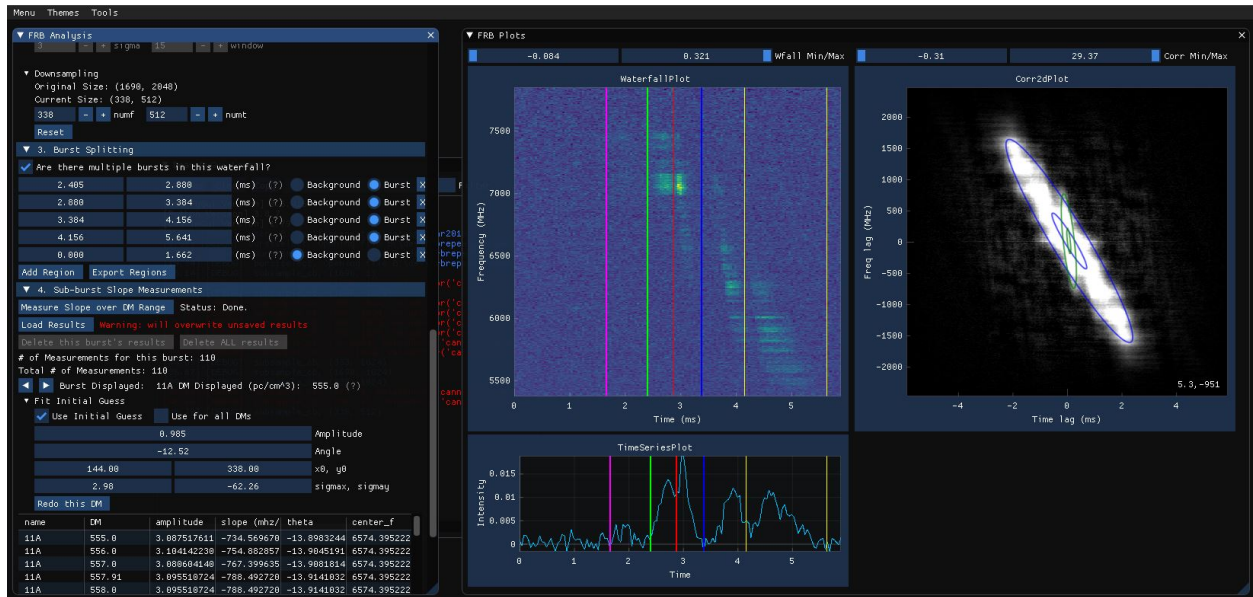 Menu Themes Tools
▼ FRB Analysis
3 - + sigma 15 - + window
▼ Downsampling
Original Size: (1690, 2048)
Current Size: (338, 512)
338 - + numf 512 - + numt
Reset
▼ 3. Burst Splitting
Are there multiple bursts in this waterfall?
2.405 2.880 (ms) (?) Background Burst X
2.880 3.384 (ms) (?) Background Burst X
3.384 4.156 (ms) (?) Background Burst X
4.156 5.641 (ms) (?) Background Burst X
0.000 1.662 (ms) (?) Background Burst X
Add Region Export Regions
▼ 4. Sub-burst Slope Measurements
Measure Slope over DM Range Status: Done.
Load Results Warning: will overwrite unsaved results
Delete this burst's results Delete ALL results
# of Measurements for this burst: 110
Total # of Measurements: 110
Burst Displayed: 11A DM Displayed (pc/cm^3): 555.0 (?)
▼ Fit Initial Guess
Use Initial Guess Use for all DMs
0.985 Amplitude
-12.52 Angle
144.00 338.00 x0, y0
2.98 -62.26 sigmax, sigmay
Redo this DM
name DM amplitude slope (mhz/ theta center_f
11A 555.0 3.087517611 -734.569670 -13.8983244 6574.395222
11A 556.0 3.104142230 -754.882857 -13.9045191 6574.395222
11A 557.0 3.080604140 -767.399635 -13.9081814 6574.395222
11A 557.91 3.095510724 -788.492720 -13.9141032 6574.395222
11A 558.0 3.095510724 -788.492720 -13.9141032 6574.395222
▼ FRB Plots
-0.084 0.321 Wfall Min/Max
-0.31 29.37 Corr Min/Max
WaterfallPlot
7500
7000
6500
6000
5500
Frequency (MHz)
0 1 2 3 4 5
Time (ms)
Corr2dPlot
2000
1500
1000
500
0
-500
-1000
-1500
-2000
Freq lag (MHz)
5.3,-951
-4 -2 0 2 4
Time lag (ms)
TimeSeriesPlot
0.015
0.01
0.005
0
Intensity
0 1 2 3 4 5
Time